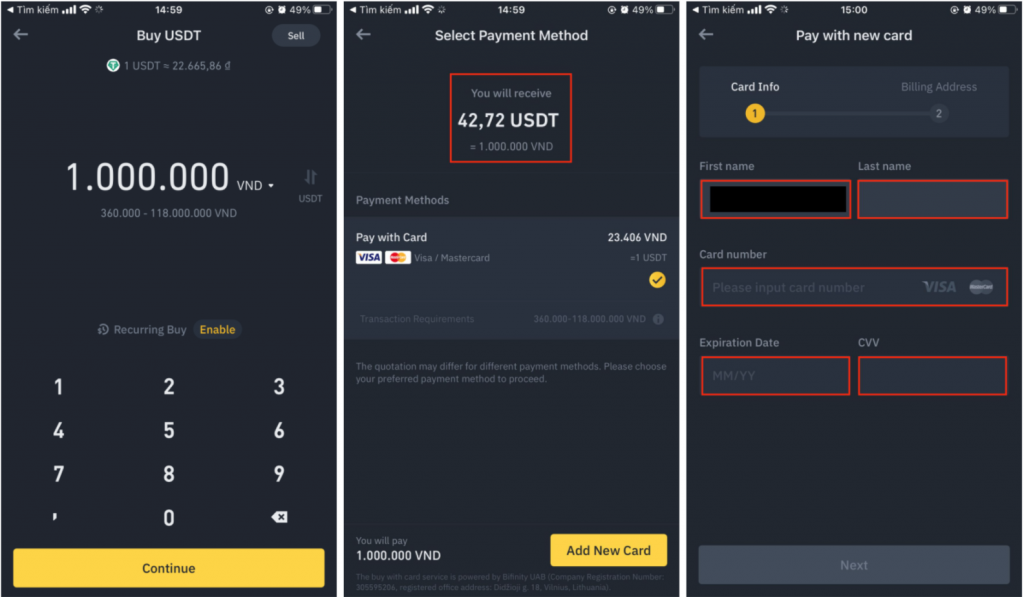 Tìm kiếm
14:59
49%
Buy USDT
Sell
1 USDT ≈ 22.665,86 ₫
1.000.000 VND
USDT
360.000 - 118.000.000 VND
Recurring Buy Enable
1 2 3
4 5 6
7 8 9
, 0
Continue
Tìm kiếm
14:59
49%
Select Payment Method
You will receive
42,72 USDT
= 1.000.000 VND
Payment Methods
Pay with Card 23.406 VND
VISA Visa / Mastercard ≈1 USDT
Transaction Requirements 360.000-118.000.000 VND
The quotation may differ for different payment methods. Please choose
your preferred payment method to proceed.
You will pay
1.000.000 VND
Add New Card
The buy with card service is powered by Bifinity UAB (Company Registration Number:
305595206, registered office address: Didžioji g. 18, Vilnius, Lithuania).
Tìm kiếm
15:00
49%
Pay with new card
Card Info Billing Address
1 2
First name Last name
Card number
Please input card number VISA MasterCard
Expiration Date CVV
MM/YY
Next